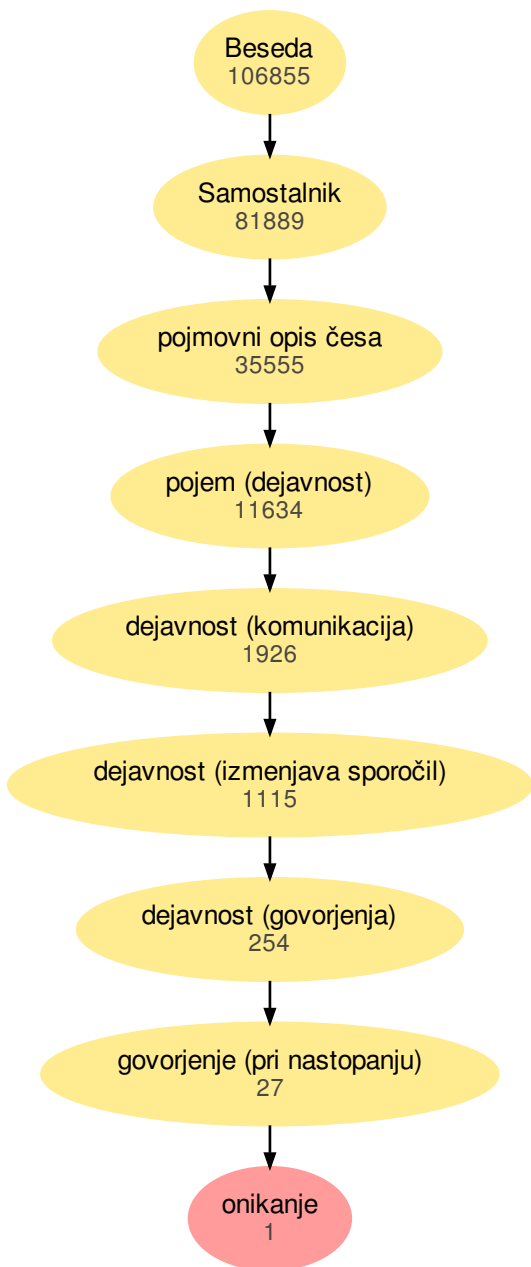 Beseda
106855
Samostalnik
81889
pojmovni opis česa
35555
pojem (dejavnost)
11634
dejavnost (komunikacija)
1926
dejavnost (izmenjava sporočil)
1115
dejavnost (govorjenja)
254
govorjenje (pri nastopanju)
27
onikanje
1